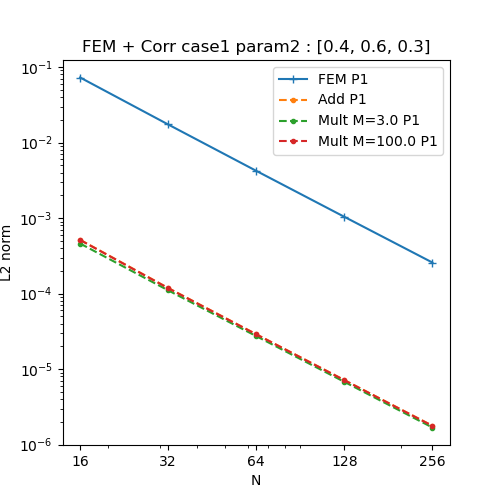 FEM + Corr case1 param2 : [0.4, 0.6, 0.3]
FEM P1
Add P1
Mult M=3.0 P1
Mult M=100.0 P1
10⁻¹
10⁻²
10⁻³
10⁻⁴
10⁻⁵
10⁻⁶
L2 norm
16 32 64 128 256
N